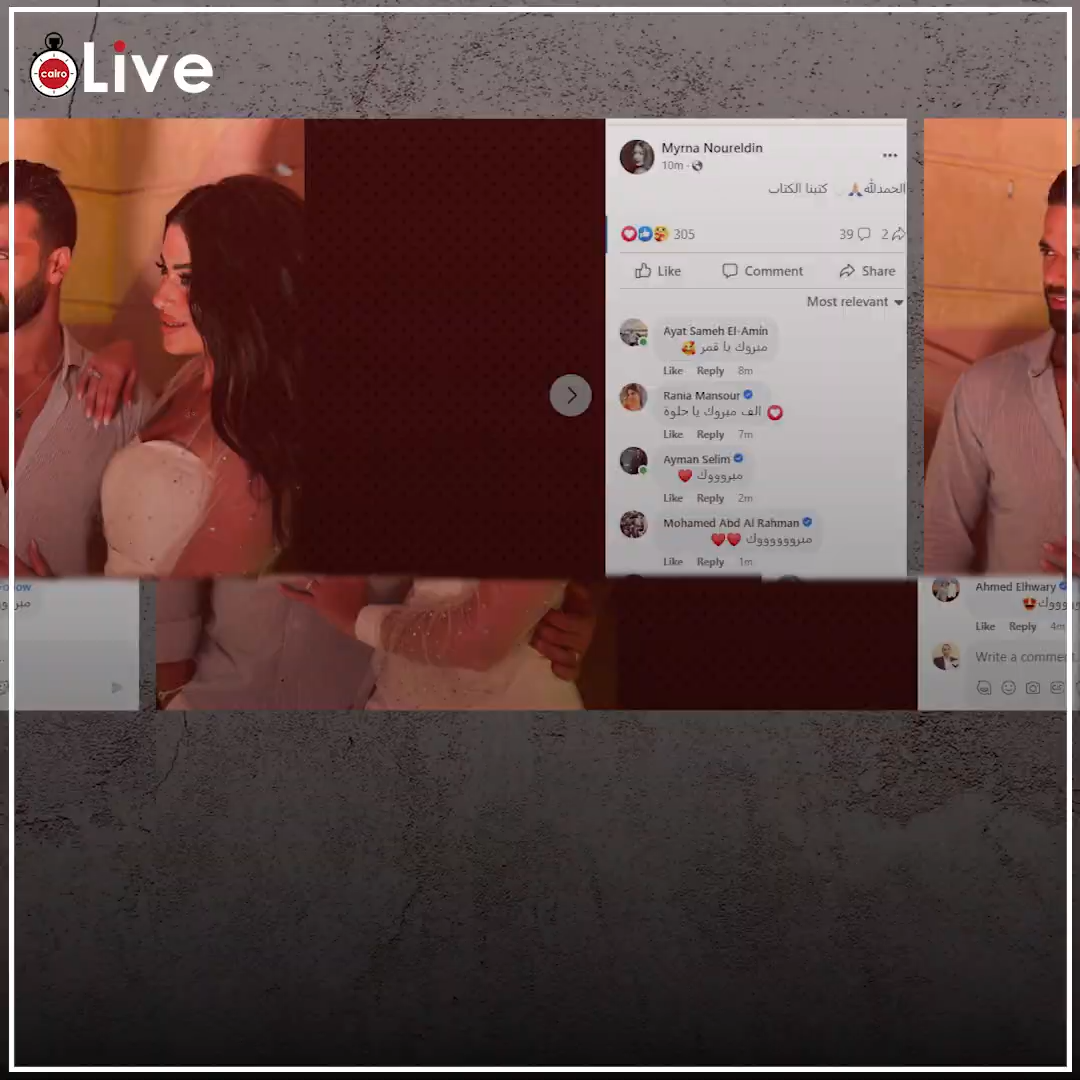 cairo
Live
Myrna Noureldin
10m
الحمدلله🙏🏼 كتبنا الكتاب
305
39
2
Like Comment Share
Most relevant
Ayat Sameh El-Amin
مبروك يا قمر 🥰
Like Reply 8m
Rania Mansour
الف مبروك يا حلوة
Like Reply 7m
Ayman Selim
مبروووك ♥️
Like Reply 2m
Mohamed Abd Al Rahman
مبروووووووك ♥️♥️
Like Reply 1m
Ahmed Elhwary
Like Reply 4m
Write a comment